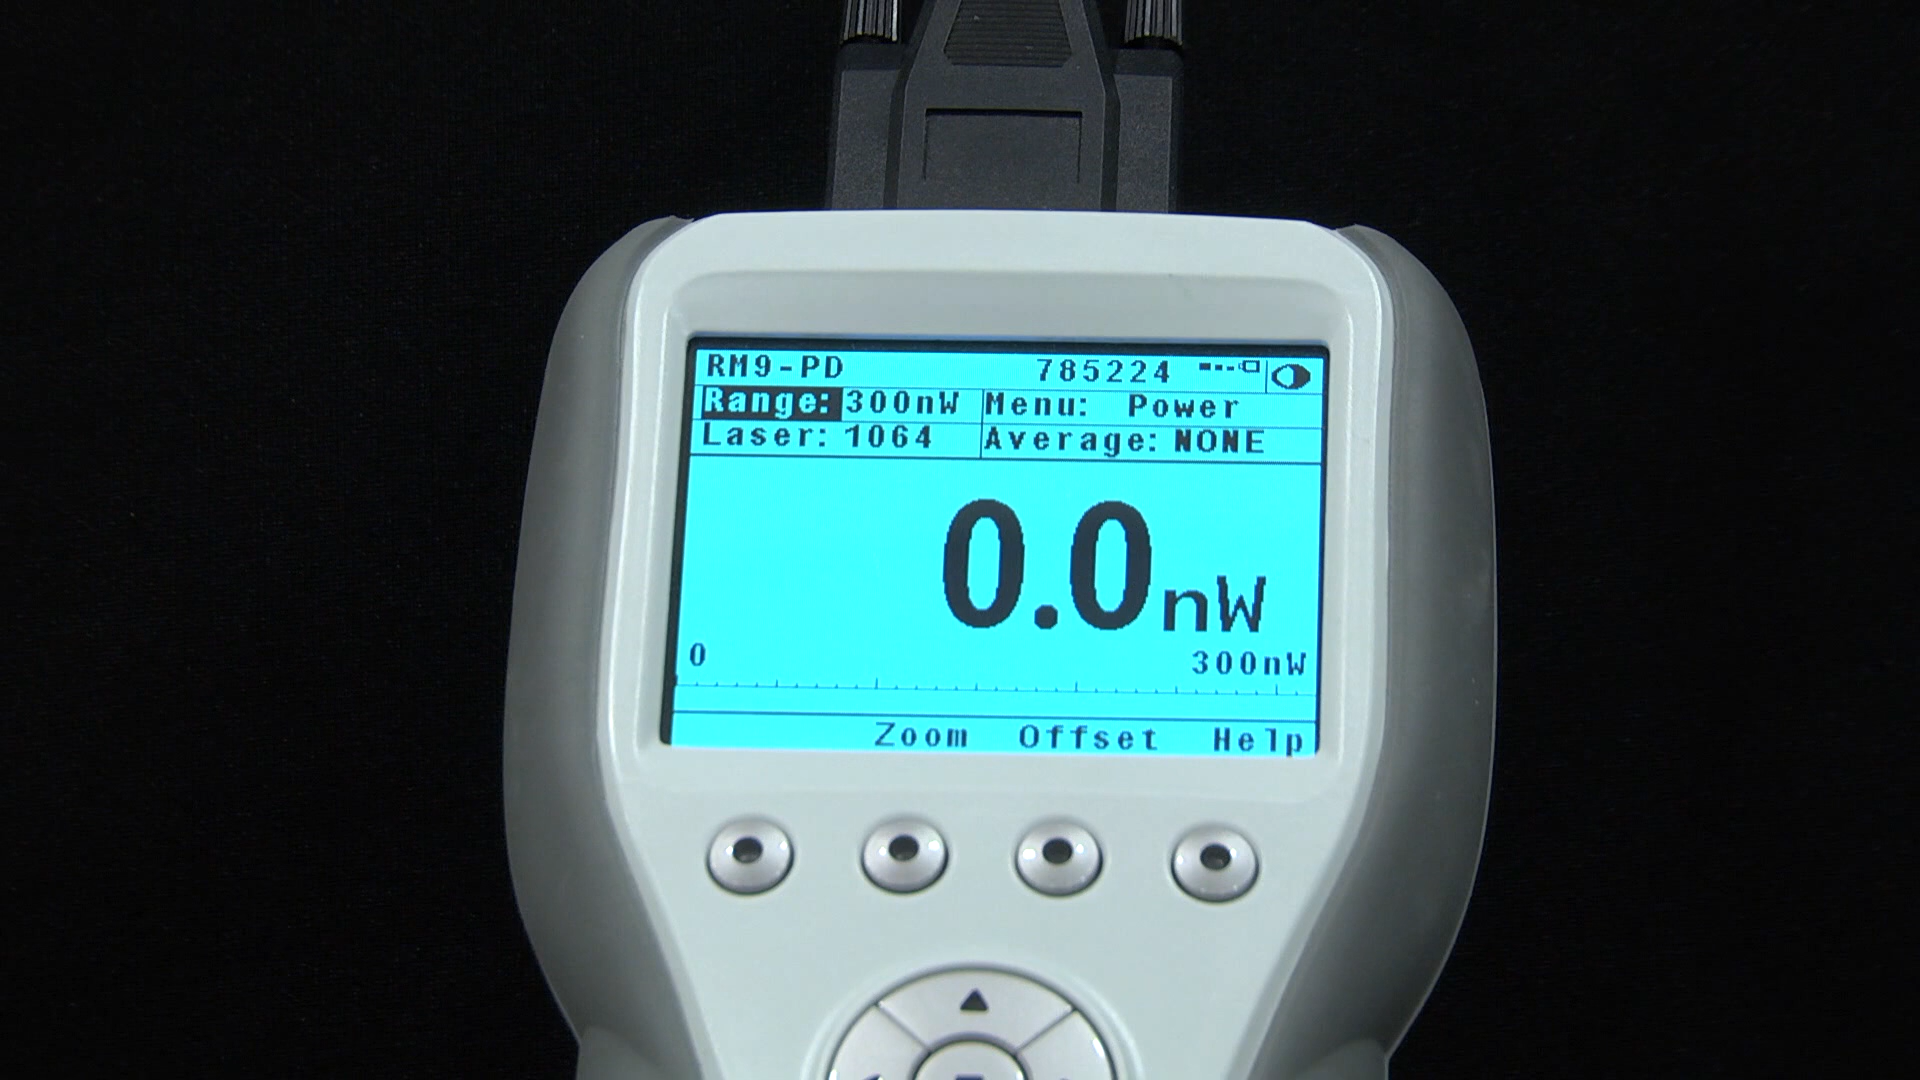 RM9-PD 785224
Range: 300nW Menu: Power
Laser: 1064 Average: NONE
0.0nW
0 300nW
Zoom Offset Help